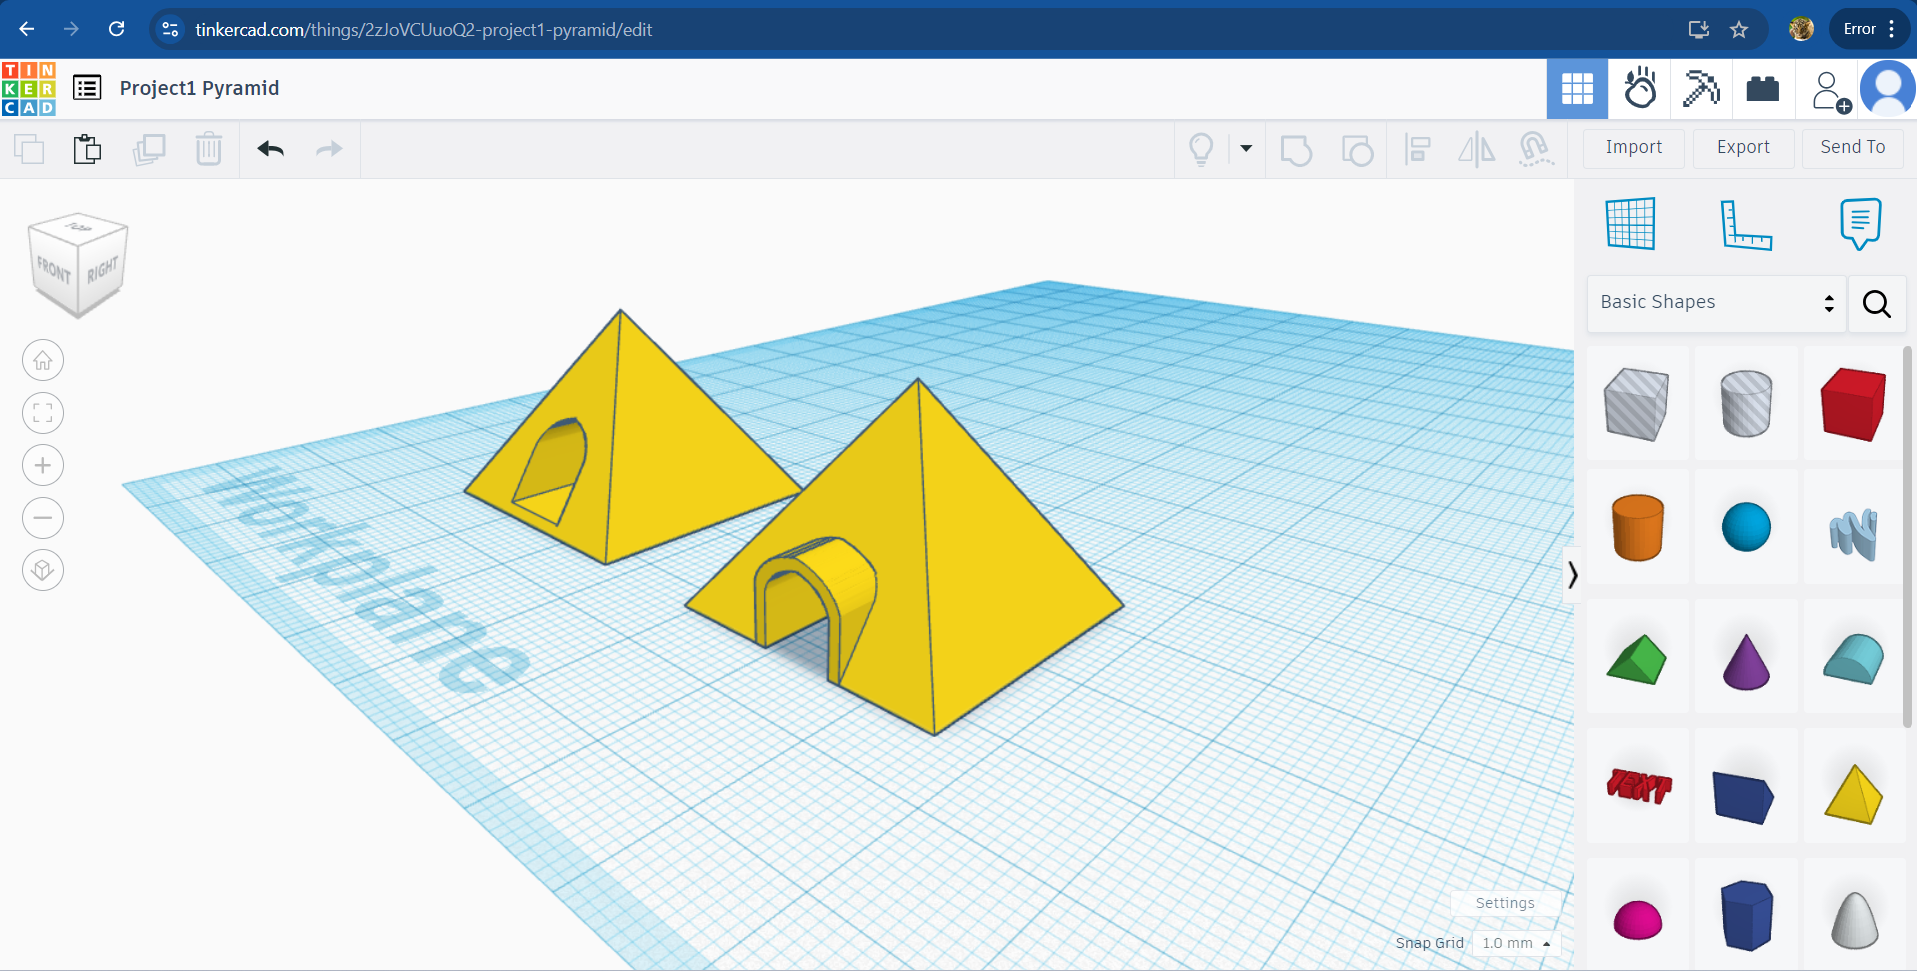 tinkercad.com/things/2zJoVCUuoQ2-project1-pyramid/edit
Error
TIN
KER
CAD
Project1 Pyramid
Import
Export
Send To
TOP
FRONT
RIGHT
Basic Shapes
Workplane
TEXT
Settings
Snap Grid
1.0 mm